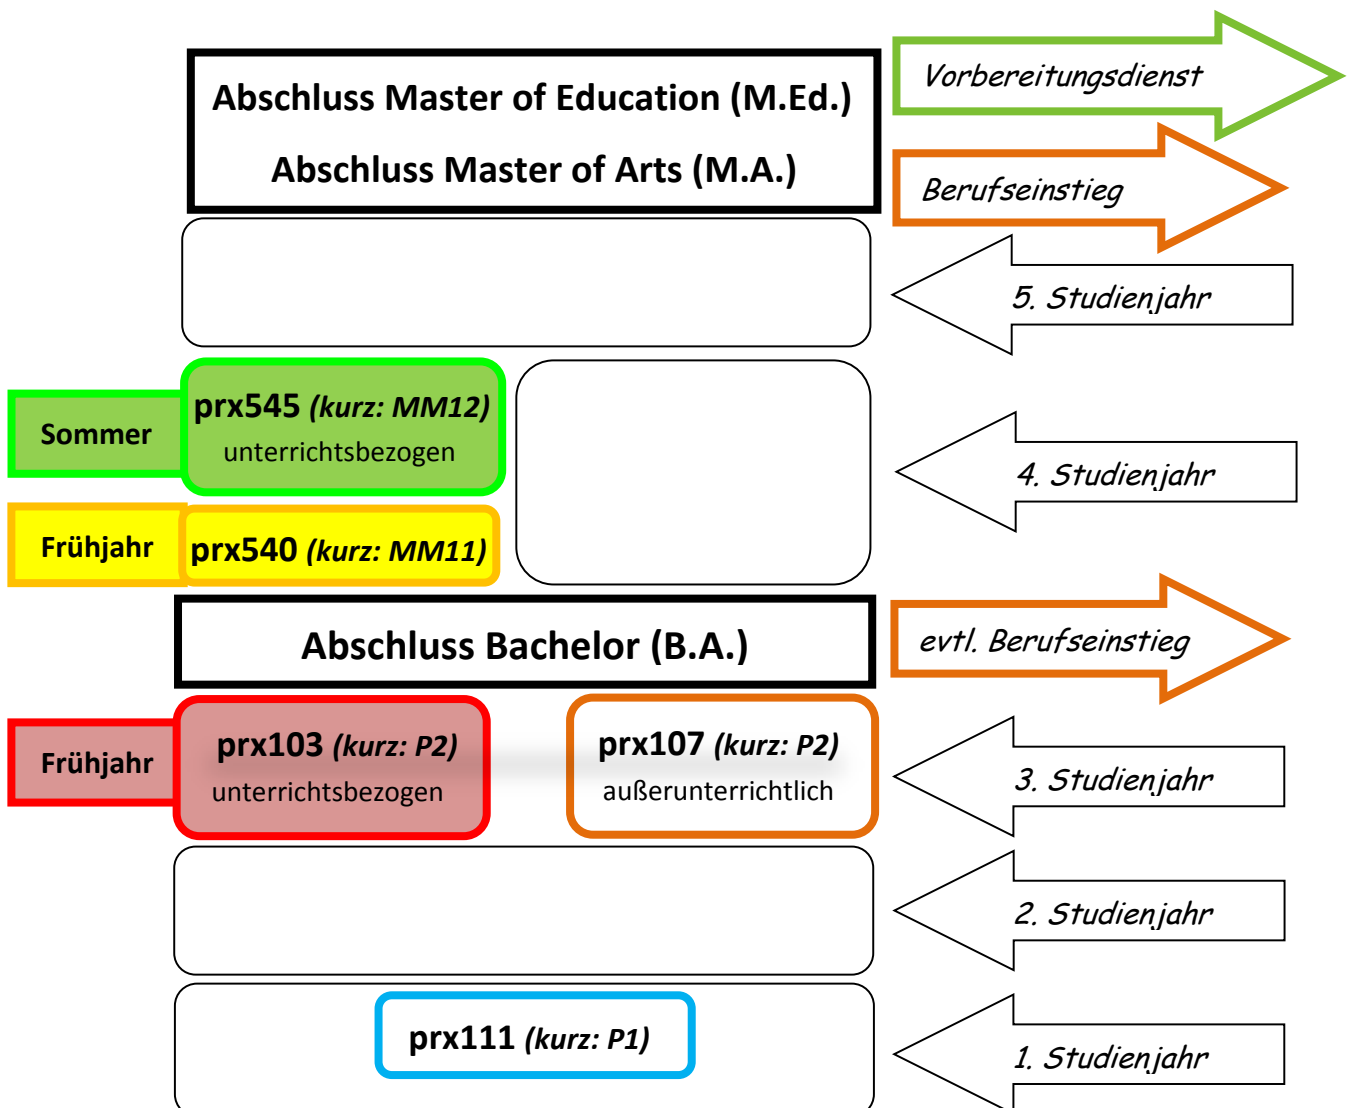 Abschluss Master of Education (M.Ed.)
Abschluss Master of Arts (M.A.)
Vorbereitungsdienst
Berufseinstieg
5. Studienjahr
Sommer
prx545 (kurz: MM12)
unterrichtsbezogen
4. Studienjahr
Frühjahr
prx540 (kurz: MM11)
Abschluss Bachelor (B.A.)
evtl. Berufseinstieg
Frühjahr
prx103 (kurz: P2)
unterrichtsbezogen
prx107 (kurz: P2)
außerunterrichtlich
3. Studienjahr
2. Studienjahr
prx111 (kurz: P1)
1. Studienjahr